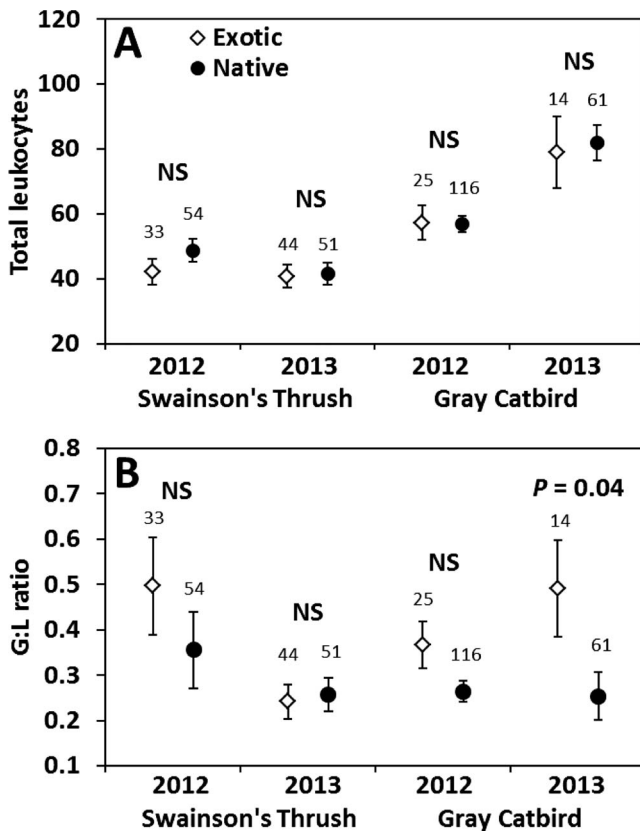 A
Exotic
Native
Total leukocytes
120
100
80
60
40
20
NS
33
54
NS
44
51
NS
25
116
NS
14
61
2012 2013 2012 2013
Swainson's Thrush Gray Catbird
B
G:L ratio
0.8
0.7
0.6
0.5
0.4
0.3
0.2
0.1
NS
33
54
NS
44
51
NS
25
116
P = 0.04
14
61
2012 2013 2012 2013
Swainson's Thrush Gray Catbird